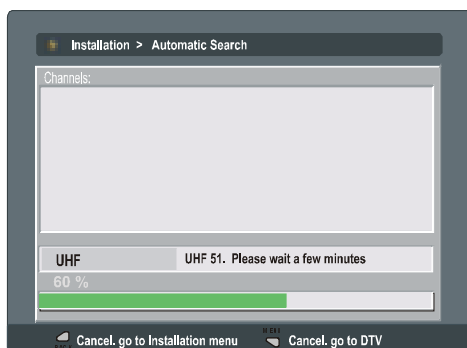 Installation > Automatic Search
Channels:
UHF UHF 51. Please wait a few minutes
60 %
Cancel. go to Installation menu Cancel. go to DTV